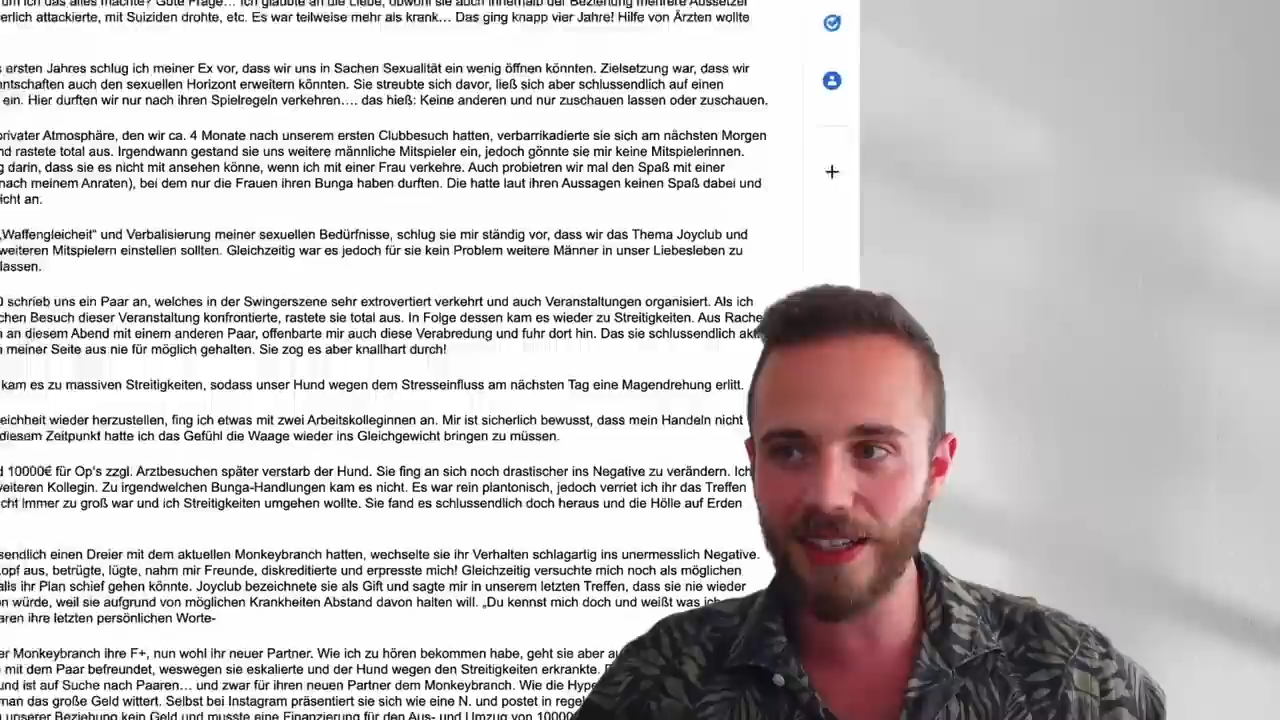 um ich das alles machte? Gute Frage... Ich glaubte an die Liebe, obwohl sie auch innerhalb der Beziehung mehrere Aussetzer
erlich attackierte, mit Suiziden drohte, etc. Es war teilweise mehr als krank... Das ging knapp vier Jahre! Hilfe von Ärzten wollte
s ersten Jahres schlug ich meiner Ex vor, dass wir uns in Sachen Sexualität ein wenig öffnen könnten. Zielsetzung war, dass wir
nntschaften auch den sexuellen Horizont erweitern könnten. Sie streubte sich davor, ließ sich aber schlussendlich auf einen
ein. Hier durften wir nur nach ihren Spielregeln verkehren.... das hieß: Keine anderen und nur zuschauen lassen oder zuschauen.
privater Atmosphäre, den wir ca. 4 Monate nach unserem ersten Clubbesuch hatten, verbarrikadierte sie sich am nächsten Morgen
nd rastete total aus. Irgendwann gestand sie uns weitere männliche Mitspieler ein, jedoch gönnte sie mir keine Mitspielerinnen.
g darin, dass sie es nicht mit ansehen könne, wenn ich mit einer Frau verkehre. Auch probietren wir mal den Spaß mit einer
nach meinem Anraten), bei dem nur die Frauen ihren Bunga haben durften. Die hatte laut ihren Aussagen keinen Spaß dabei und
icht an.
„Waffengleicheit“ und Verbalisierung meiner sexuellen Bedürfnisse, schlug sie mir ständig vor, dass wir das Thema Joyclub und
weiteren Mitspielern einstellen sollten. Gleichzeitig war es jedoch für sie kein Problem weitere Männer in unser Liebesleben zu
lassen.
0 schrieb uns ein Paar an, welches in der Swingerszene sehr extrovertiert verkehrt und auch Veranstaltungen organisiert. Als ich
chen Besuch dieser Veranstaltung konfrontierte, rastete sie total aus. In Folge dessen kam es wieder zu Streitigkeiten. Aus Rache
n an diesem Abend mit einem anderen Paar, offenbarte mir auch diese Verabredung und fuhr dort hin. Das sie schlussendlich akt
n meiner Seite aus nie für möglich gehalten. Sie zog es aber knallhart durch!
kam es zu massiven Streitigkeiten, sodass unser Hund wegen dem Stresseinfluss am nächsten Tag eine Magendrehung erlitt.
eichheit wieder herzustellen, fing ich etwas mit zwei Arbeitskolleginnen an. Mir ist sicherlich bewusst, dass mein Handeln nicht
diesem Zeitpunkt hatte ich das Gefühl die Waage wieder ins Gleichgewicht bringen zu müssen.
d 10000€ für Op's zzgl. Arztbesuchen später verstarb der Hund. Sie fing an sich noch drastischer ins Negative zu verändern. Ich
weiteren Kollegin. Zu irgendwelchen Bunga-Handlungen kam es nicht. Es war rein plantonisch, jedoch verriet ich ihr das Treffen
cht immer zu groß war und ich Streitigkeiten umgehen wollte. Sie fand es schlussendlich doch heraus und die Hölle auf Erden
sendlich einen Dreier mit dem aktuellen Monkeybranch hatten, wechselte sie ihr Verhalten schlagartig ins unermesslich Negative.
opf aus, betrügte, lügte, nahm mir Freunde, diskreditierte und erpresste mich! Gleichzeitig versuchte mich noch als möglichen
alls ihr Plan schief gehen könnte. Joyclub bezeichnete sie als Gift und sagte mir in unserem letzten Treffen, dass sie nie wieder
n würde, weil sie aufgrund von möglichen Krankheiten Abstand davon halten will. „Du kennst mich doch und weißt was ich
aren ihre letzten persönlichen Worte-
er Monkeybranch ihre F+, nun wohl ihr neuer Partner. Wie ich zu hören bekommen habe, geht sie aber au
mit dem Paar befreundet, weswegen sie eskalierte und der Hund wegen den Streitigkeiten erkrankte.
und ist auf Suche nach Paaren... und zwar für ihren neuen Partner dem Monkeybranch. Wie die Hype
man das große Geld wittert. Selbst bei Instagram präsentiert sie sich wie eine N. und postet in regel
unserer Beziehung kein Geld und musste eine Finanzierung für den Aus- und Umzug von 10000